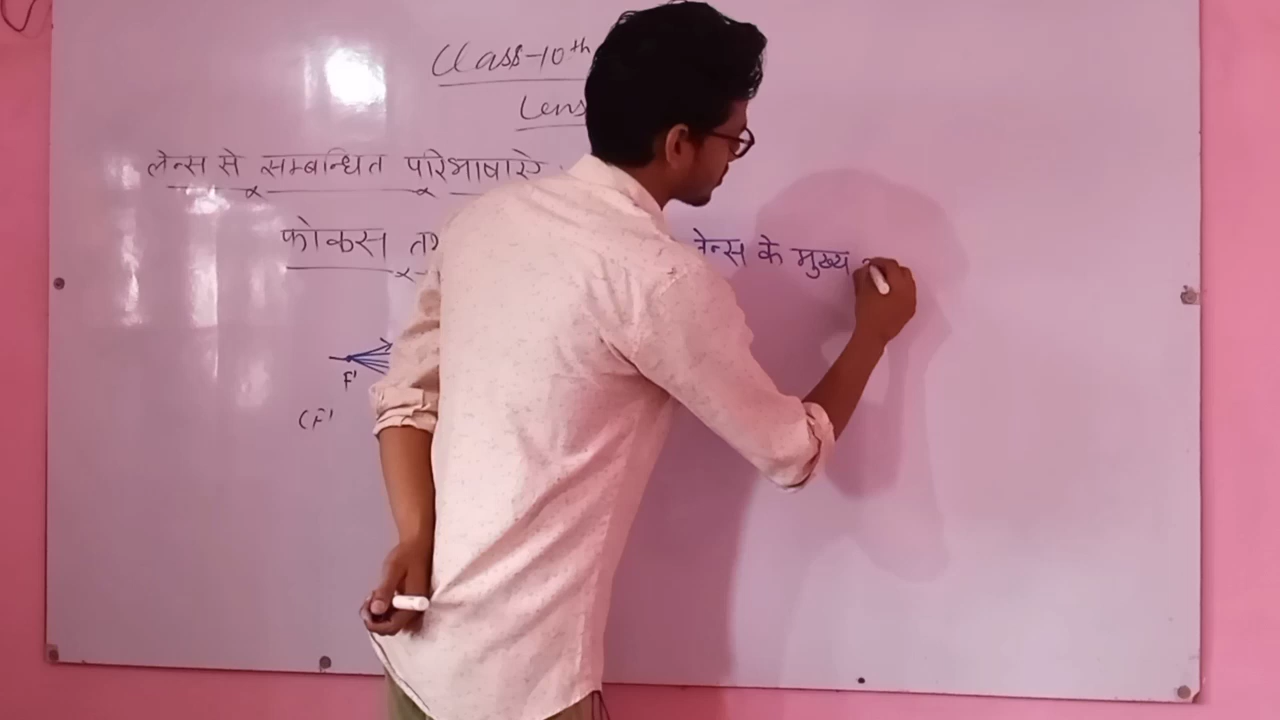 Class-10th
Lens
लेन्स से सम्बन्धित परिभाषाऐ
फोकस
लेन्स के मुख्य
F'
(F'